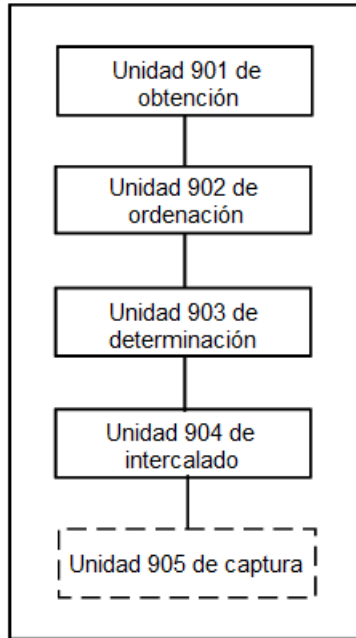 Unidad 901 de
obtención
Unidad 902 de
ordenación
Unidad 903 de
determinación
Unidad 904 de
intercalado
Unidad 905 de captura